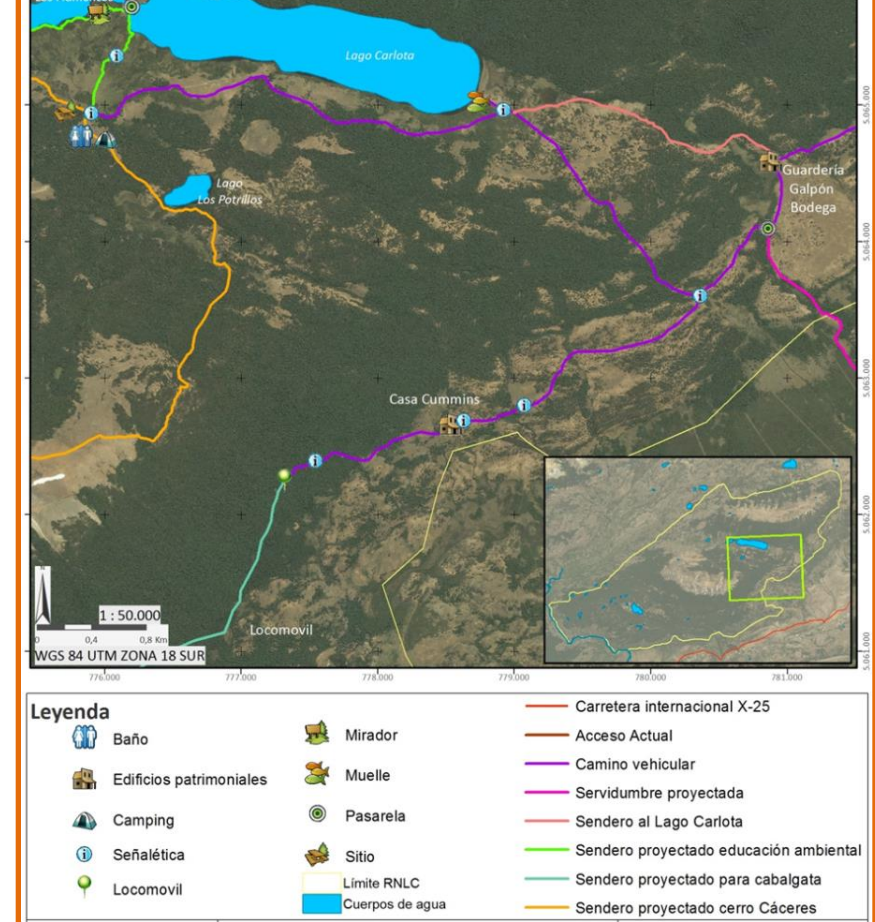 Lago Carlota
5.065.000
Guardería
Galpón
Bodega
Lago
Los Potrillos
5.064.000
5.063.000
Casa Cummins
5.062.000
1 : 50.000
0 0,4 0,8 Km
Locomovil
WGS 84 UTM ZONA 18 SUR
5.061.000
776.000 777.000 778.000 779.000 780.000 781.000
Leyenda
Baño
Edificios patrimoniales
Camping
Señalética
Locomovil
Mirador
Muelle
Pasarela
Sitio
Límite RNLC
Cuerpos de agua
Carretera internacional X-25
Acceso Actual
Camino vehicular
Servidumbre proyectada
Sendero al Lago Carlota
Sendero proyectado educación ambiental
Sendero proyectado para cabalgata
Sendero proyectado cerro Cáceres